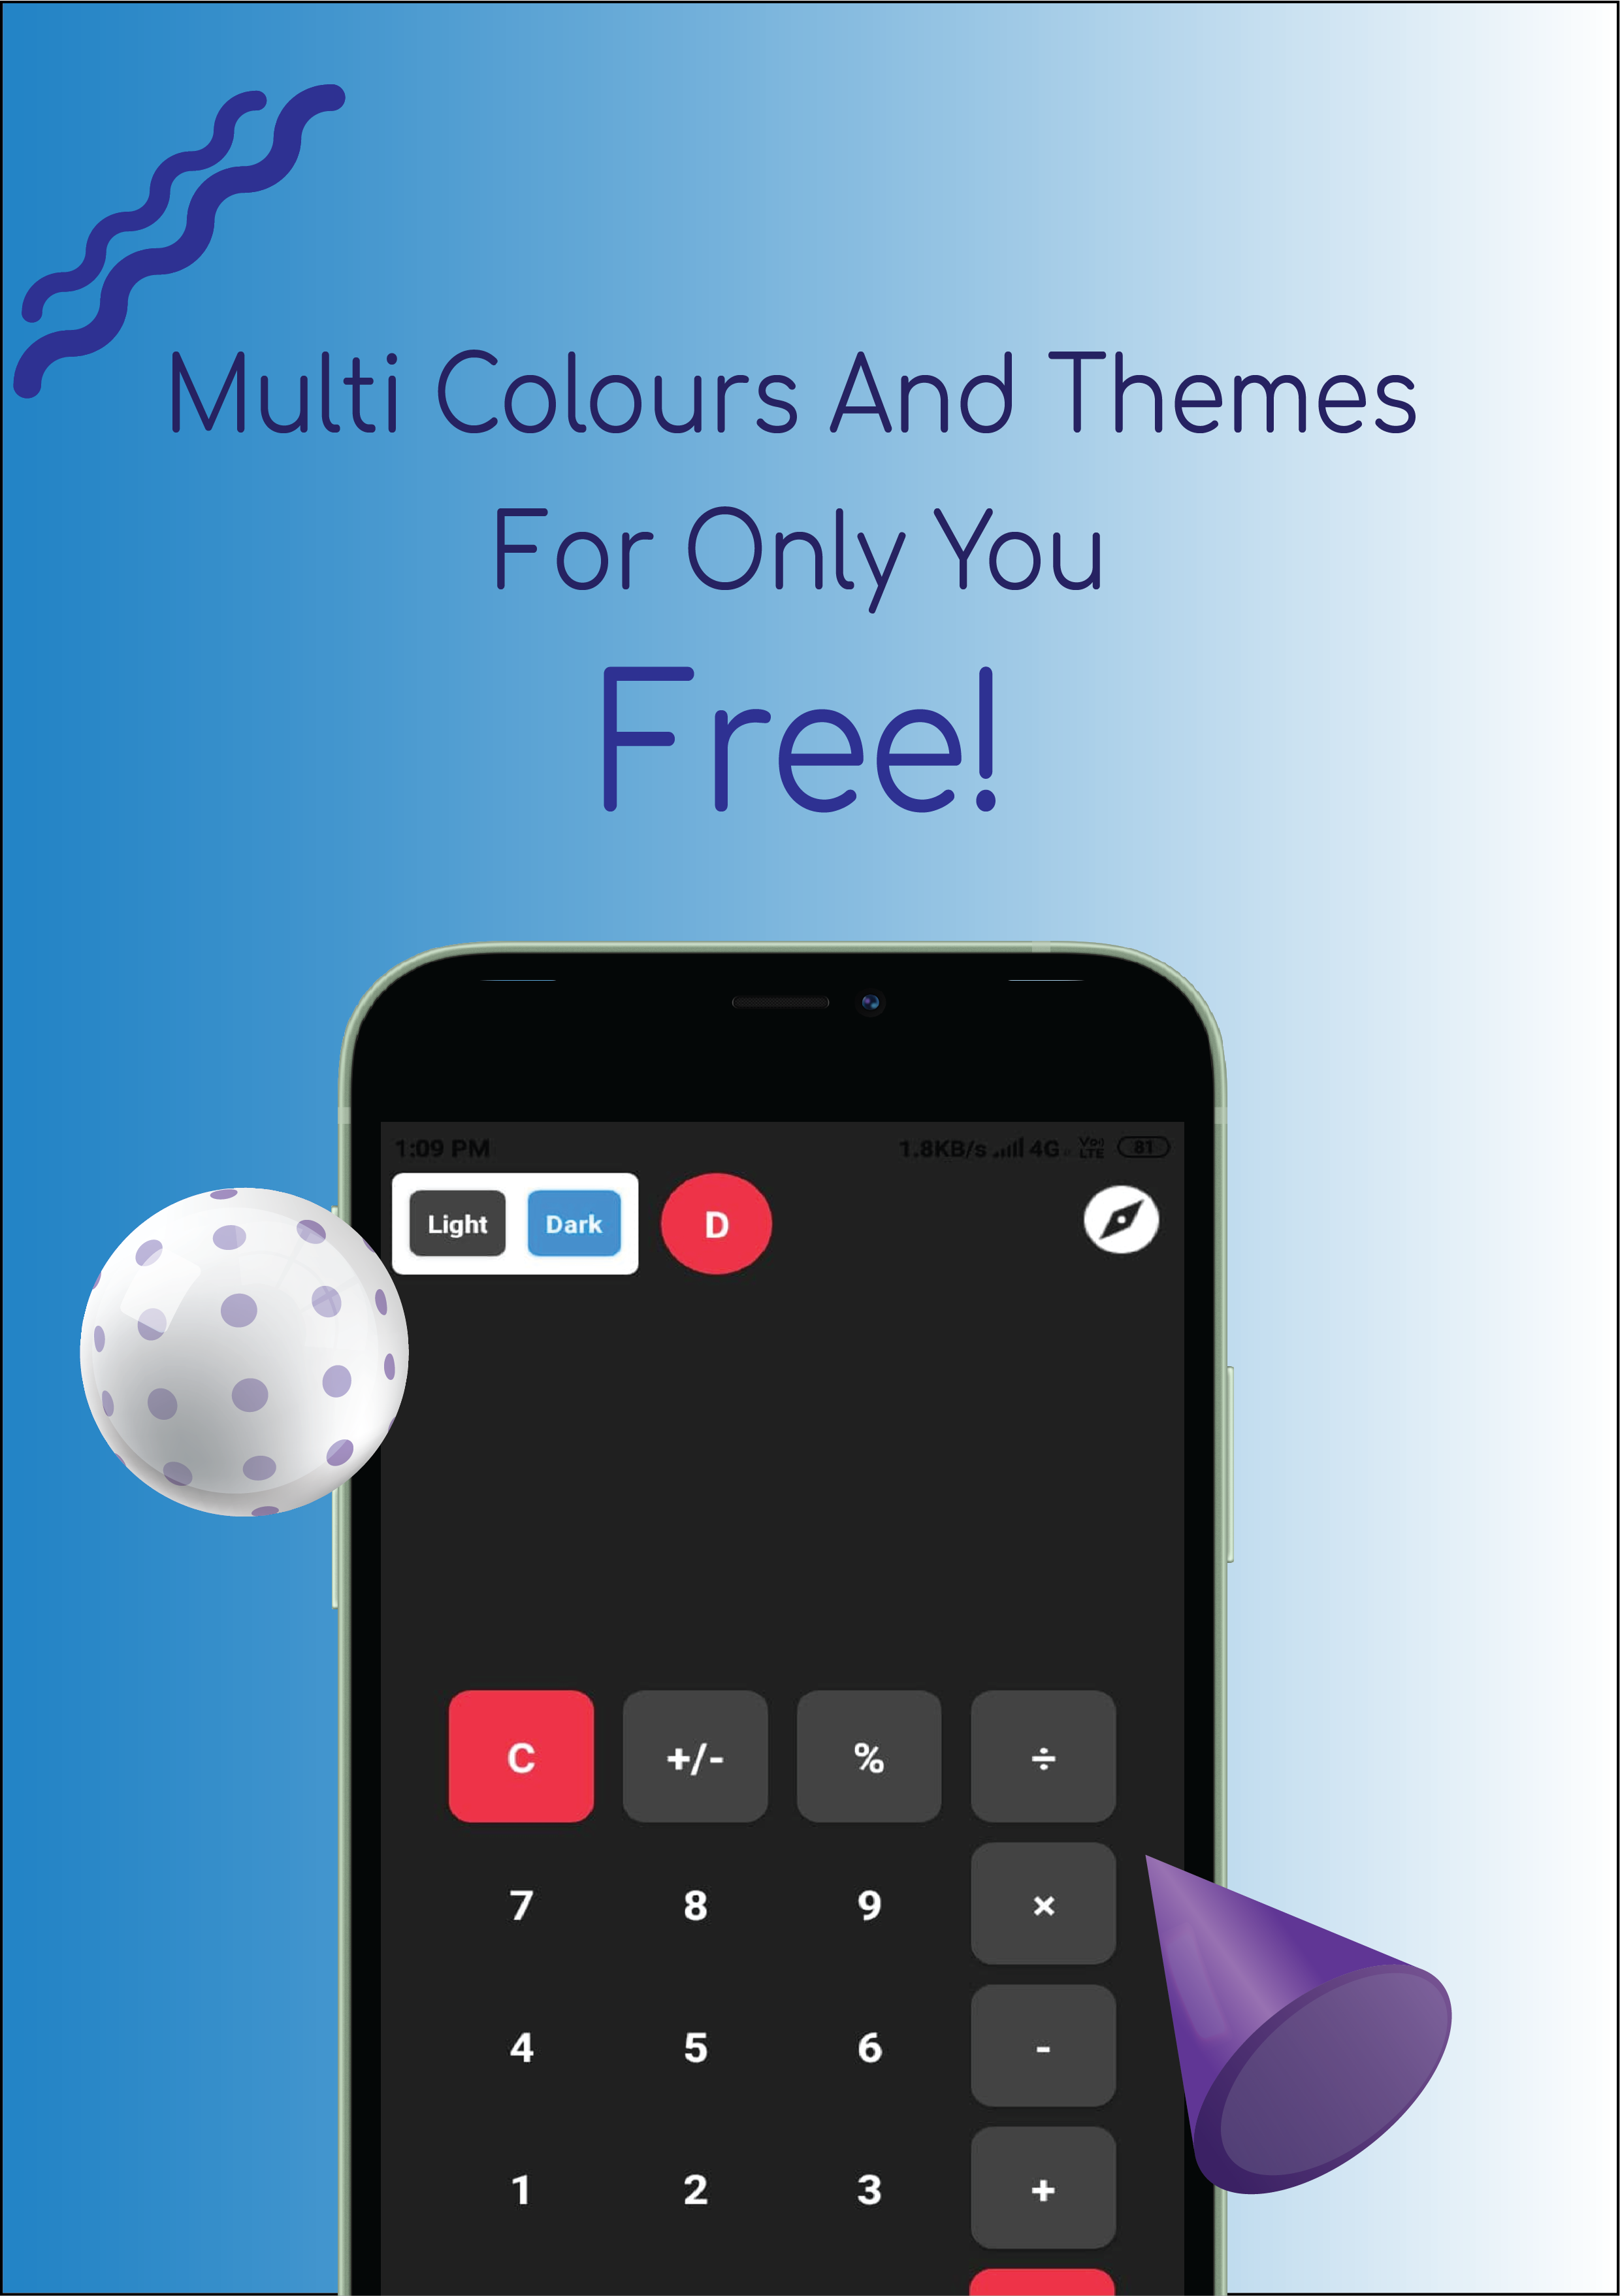 Multi Colours And Themes
For Only You
Free!
1:09 PM 1.8KB/s 4G Vo) LTE 81
Light Dark D
C +/- % ÷
7 8 9 ×
4 5 6 -
1 2 3 +